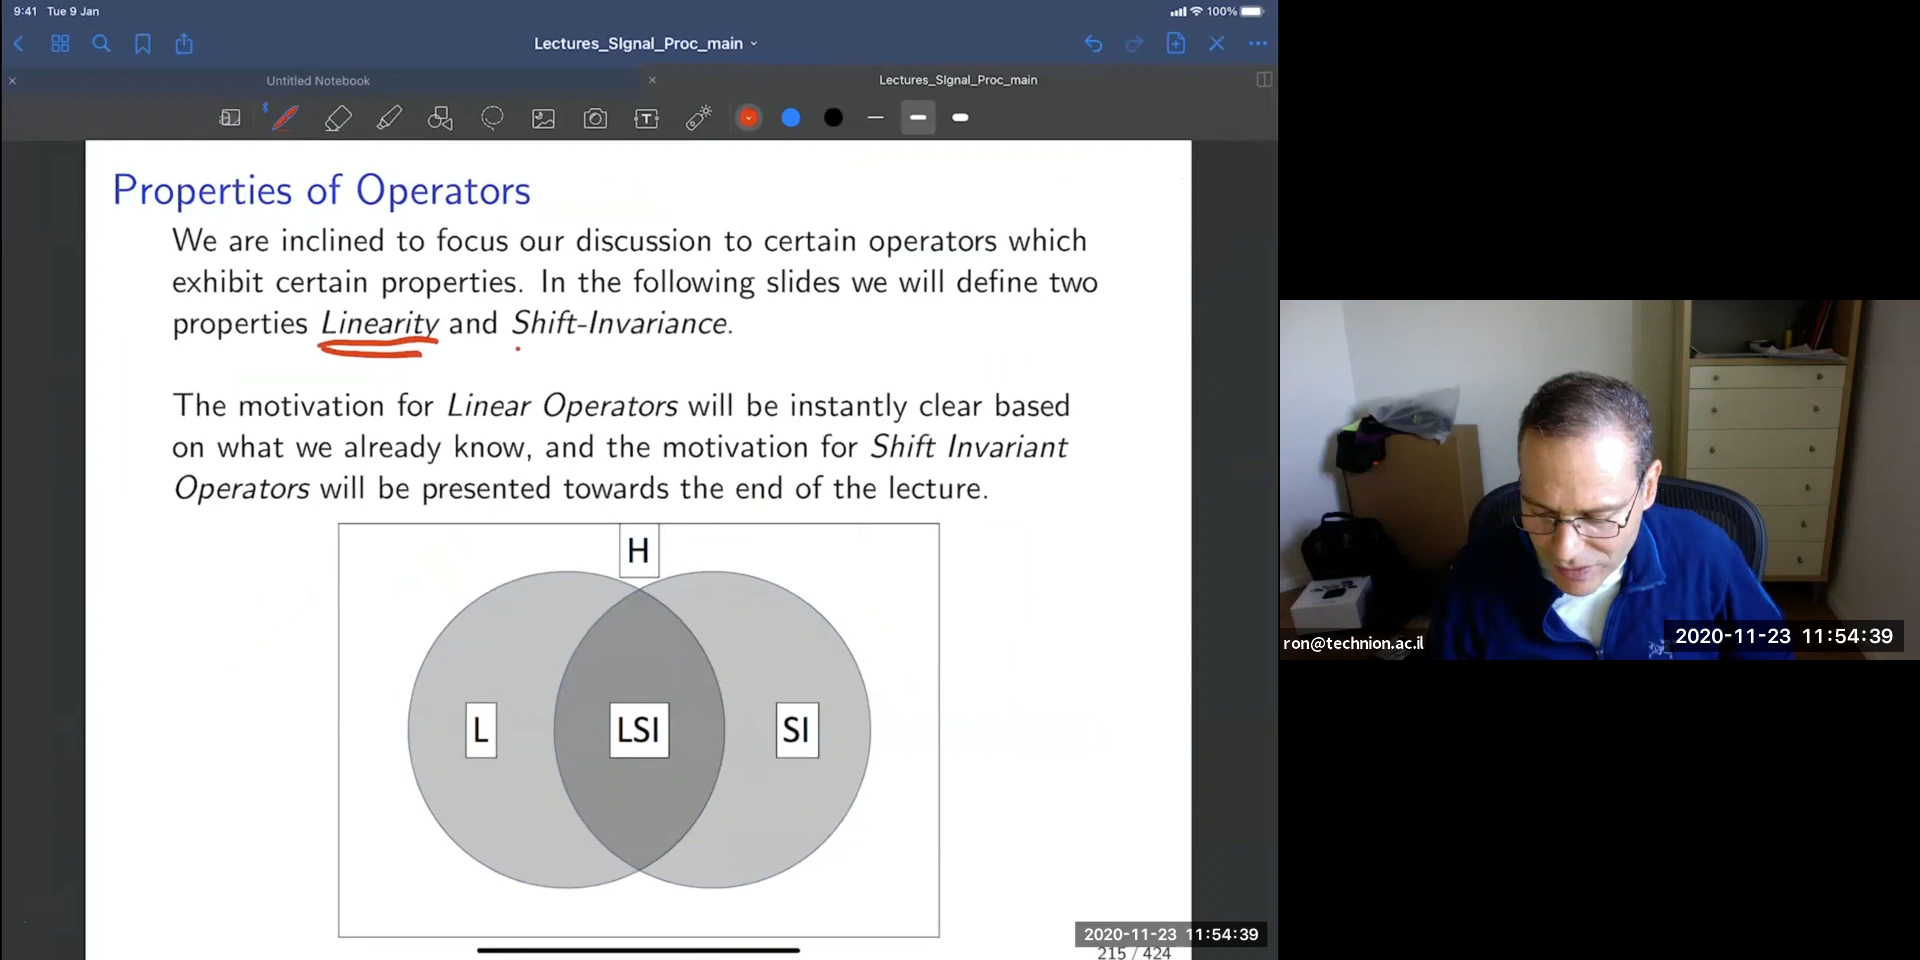 9:41 Tue 9 Jan
100%
Lectures_SIgnal_Proc_main
Untitled Notebook
Lectures_SIgnal_Proc_main
T
Properties of Operators
We are inclined to focus our discussion to certain operators which
exhibit certain properties. In the following slides we will define two
properties Linearity and Shift-Invariance.
The motivation for Linear Operators will be instantly clear based
on what we already know, and the motivation for Shift Invariant
Operators will be presented towards the end of the lecture.
H
L
LSI
SI
2020-11-23 11:54:39
215 / 424
ron@technion.ac.il
2020-11-23 11:54:39